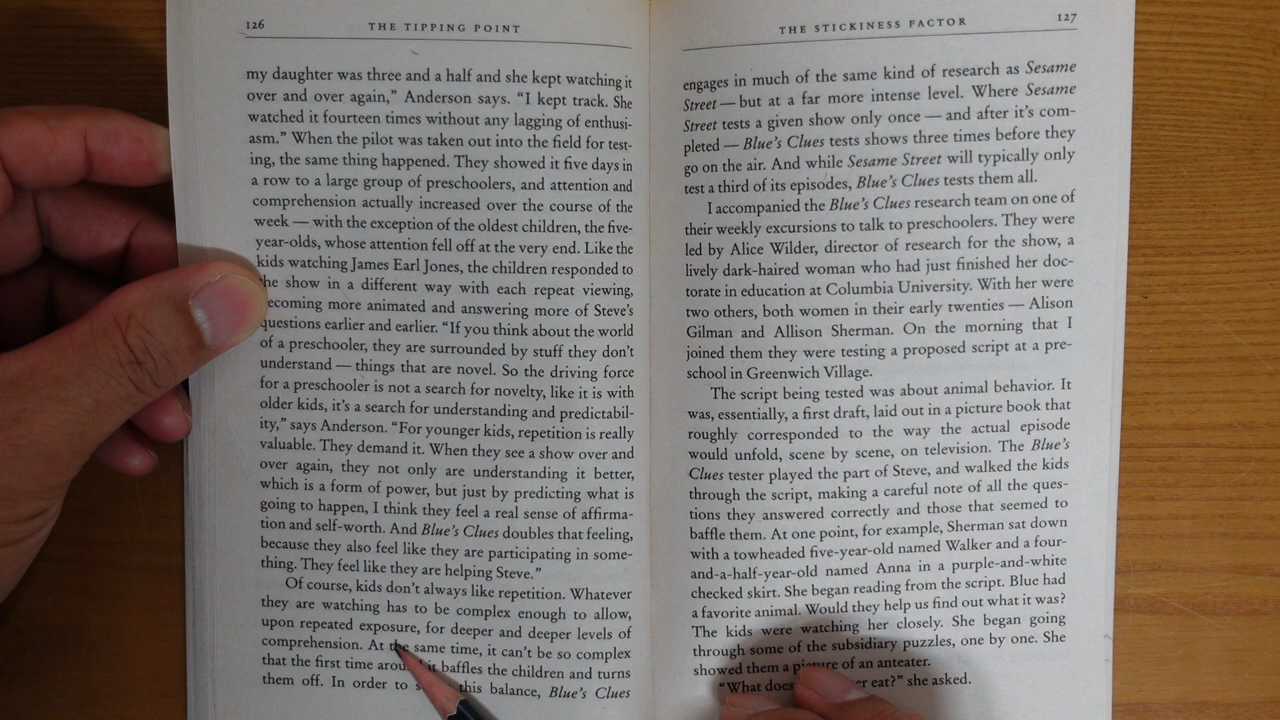 126
THE TIPPING POINT
my daughter was three and a half and she kept watching it
over and over again,” Anderson says. “I kept track. She
watched it fourteen times without any lagging of enthusi-
asm.” When the pilot was taken out into the field for test-
ing, the same thing happened. They showed it five days in
a row to a large group of preschoolers, and attention and
comprehension actually increased over the course of the
week — with the exception of the oldest children, the five-
year-olds, whose attention fell off at the very end. Like the
kids watching James Earl Jones, the children responded to
the show in a different way with each repeat viewing,
becoming more animated and answering more of Steve’s
questions earlier and earlier. “If you think about the world
of a preschooler, they are surrounded by stuff they don’t
understand — things that are novel. So the driving force
for a preschooler is not a search for novelty, like it is with
older kids, it’s a search for understanding and predictabil-
ity,” says Anderson. “For younger kids, repetition is really
valuable. They demand it. When they see a show over and
over again, they not only are understanding it better,
which is a form of power, but just by predicting what is
going to happen, I think they feel a real sense of affirma-
tion and self-worth. And Blue’s Clues doubles that feeling,
because they also feel like they are participating in some-
thing. They feel like they are helping Steve.”
Of course, kids don’t always like repetition. Whatever
they are watching has to be complex enough to allow,
upon repeated exposure, for deeper and deeper levels of
comprehension. At the same time, it can’t be so complex
that the first time around it baffles the children and turns
them off. In order to this balance, Blue’s Clues
THE STICKINESS FACTOR
127
engages in much of the same kind of research as Sesame
Street — but at a far more intense level. Where Sesame
Street tests a given show only once — and after it’s com-
pleted — Blue’s Clues tests shows three times before they
go on the air. And while Sesame Street will typically only
test a third of its episodes, Blue’s Clues tests them all.
I accompanied the Blue’s Clues research team on one of
their weekly excursions to talk to preschoolers. They were
led by Alice Wilder, director of research for the show, a
lively dark-haired woman who had just finished her doc-
torate in education at Columbia University. With her were
two others, both women in their early twenties — Alison
Gilman and Allison Sherman. On the morning that I
joined them they were testing a proposed script at a pre-
school in Greenwich Village.
The script being tested was about animal behavior. It
was, essentially, a first draft, laid out in a picture book that
roughly corresponded to the way the actual episode
would unfold, scene by scene, on television. The Blue’s
Clues tester played the part of Steve, and walked the kids
through the script, making a careful note of all the ques-
tions they answered correctly and those that seemed to
baffle them. At one point, for example, Sherman sat down
with a towheaded five-year-old named Walker and a four-
and-a-half-year-old named Anna in a purple-and-white
checked skirt. She began reading from the script. Blue had
a favorite animal. Would they help us find out what it was?
The kids were watching her closely. She began going
through some of the subsidiary puzzles, one by one. She
showed them a picture of an anteater.
“What does eat?” she asked.